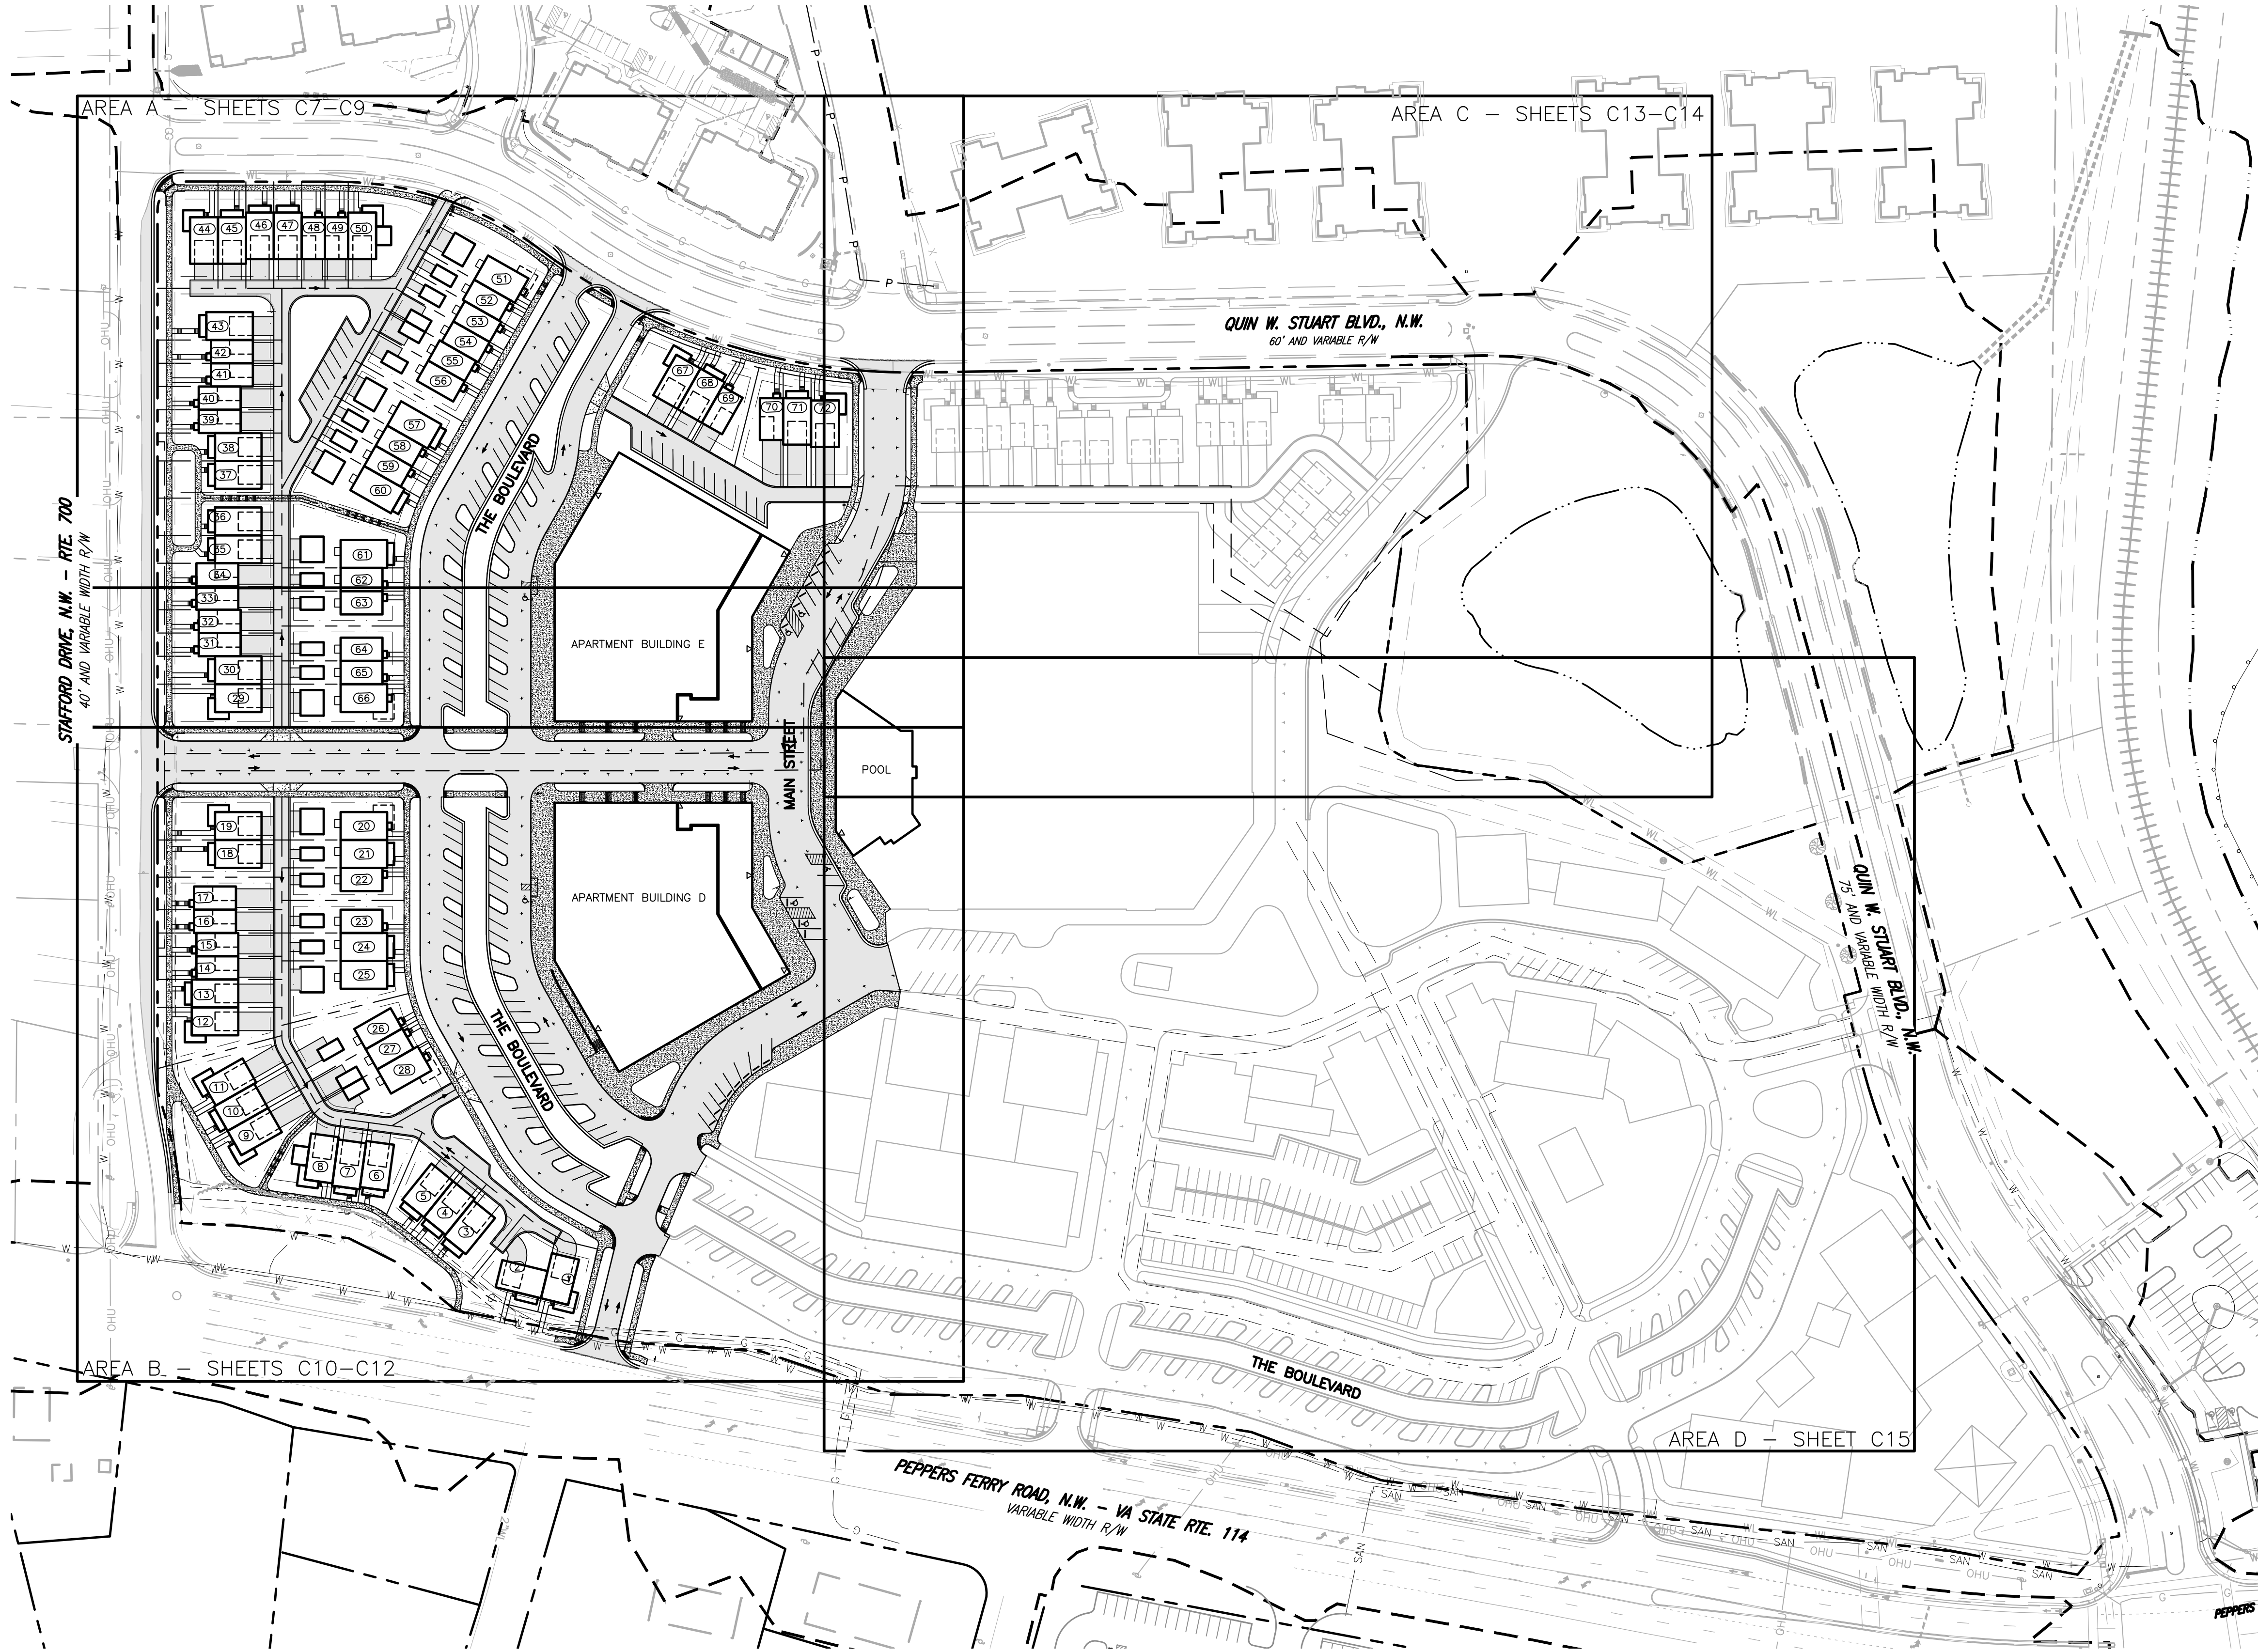 AREA A - SHEETS C7-C9
AREA C - SHEETS C13-C14
QUIN W. STUART BLVD., N.W.
60' AND VARIABLE R/W
STAFFORD DRIVE, N.W. - RTE. 700
40' AND VARIABLE WIDTH R/W
44 45 46 47 48 49 50
43
42
41
40
39
38
37
36
35
34
33
32
31
30
29
51
52
53
54
55
56
57
58
59
60
61
62
63
64
65
66
67
68
69
70 71 72
THE BOULEVARD
APARTMENT BUILDING E
MAIN STREET
POOL
APARTMENT BUILDING D
THE BOULEVARD
19
18
17
16
15
14
13
12
11
10
9
20
21
22
23
24
25
26
27
28
8 7 6
5
4
3
2 1
QUIN W. STUART BLVD., N.W.
75' AND VARIABLE WIDTH R/W
AREA B - SHEETS C10-C12
THE BOULEVARD
AREA D - SHEET C15
PEPPERS FERRY ROAD, N.W. - VA STATE RTE. 114
VARIABLE WIDTH R/W
PEPPERS